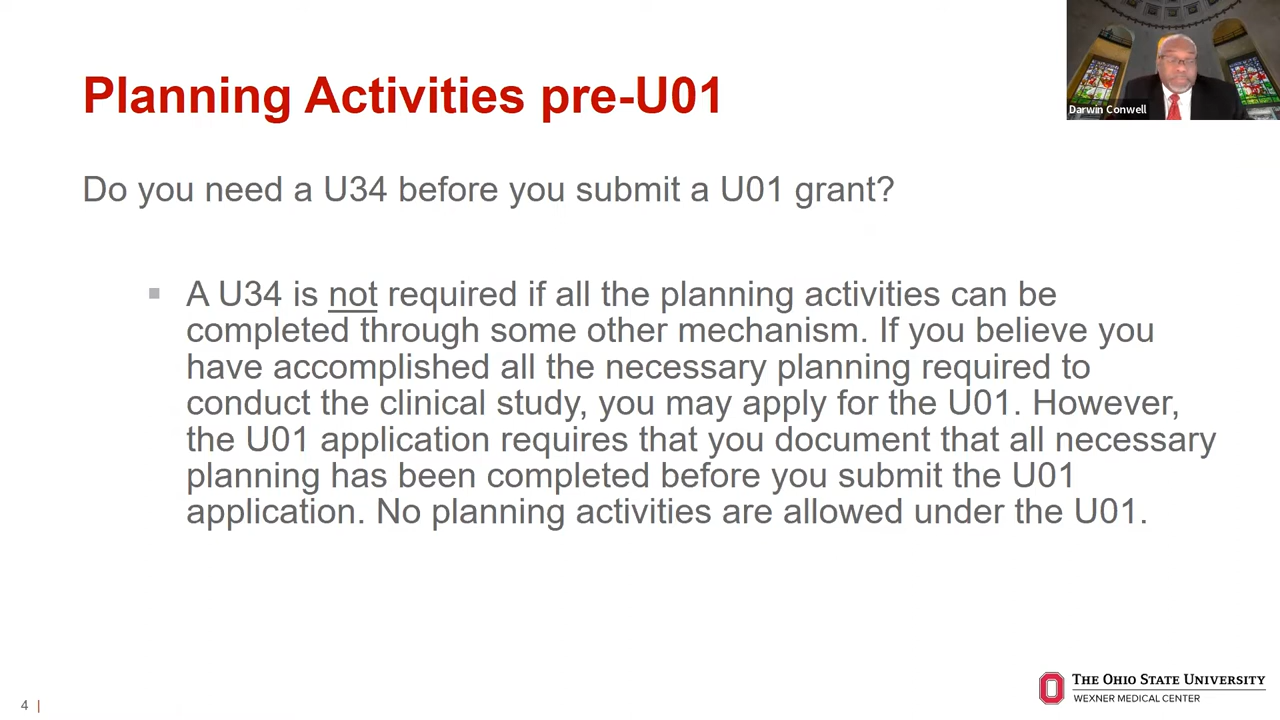 Planning Activities pre-U01
Darwin Conwell
Do you need a U34 before you submit a U01 grant?
A U34 is not required if all the planning activities can be
completed through some other mechanism. If you believe you
have accomplished all the necessary planning required to
conduct the clinical study, you may apply for the U01. However,
the U01 application requires that you document that all necessary
planning has been completed before you submit the U01
application. No planning activities are allowed under the U01.
4 |
THE OHIO STATE UNIVERSITY
WEXNER MEDICAL CENTER